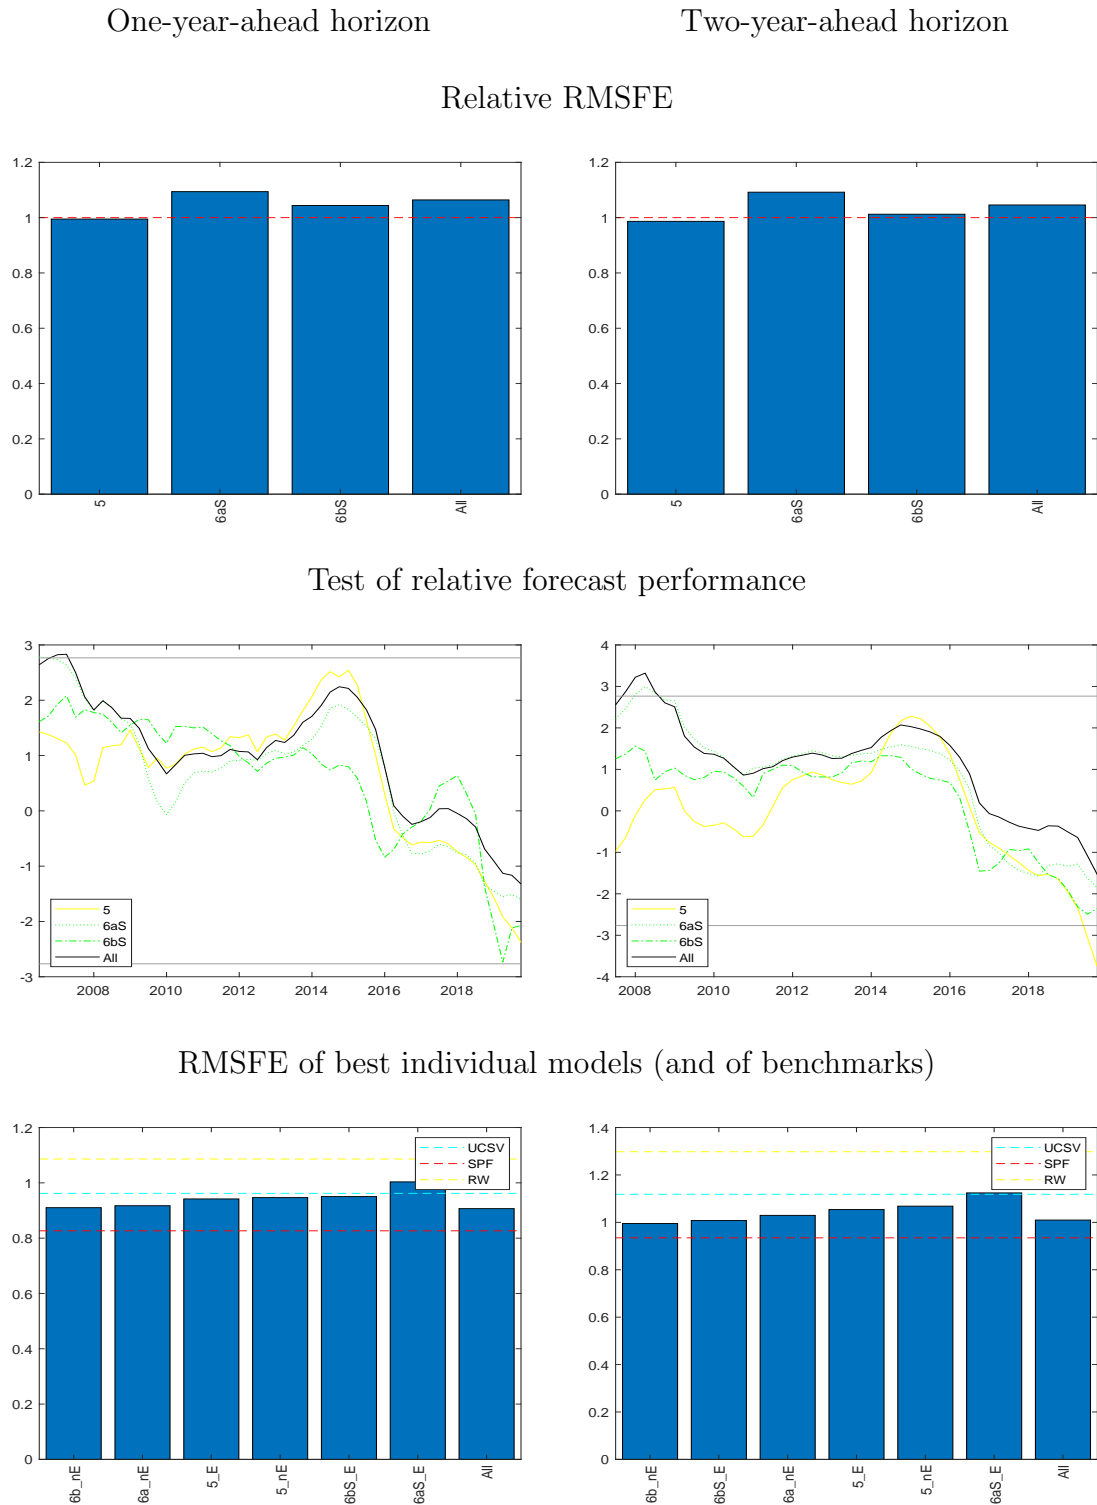 One-year-ahead horizon Two-year-ahead horizon
Relative RMSFE
1.2
1
0.8
0.6
0.4
0.2
0
5 6aS 6bS All
1.2
1
0.8
0.6
0.4
0.2
0
5 6aS 6bS All
Test of relative forecast performance
3
2
1
0
-1
-2
-3
5
6aS
6bS
All
2008 2010 2012 2014 2016 2018
4
3
2
1
0
-1
-2
-3
-4
5
6aS
6bS
All
2008 2010 2012 2014 2016 2018
RMSFE of best individual models (and of benchmarks)
1.2
1
0.8
0.6
0.4
0.2
0
UCSV
SPF
RW
6b_nE 6a_nE 5_E 5_nE 6bS_E 6aS_E All
1.4
1.2
1
0.8
0.6
0.4
0.2
0
UCSV
SPF
RW
6b_nE 6bS_E 6a_nE 5_E 5_nE 6aS_E All